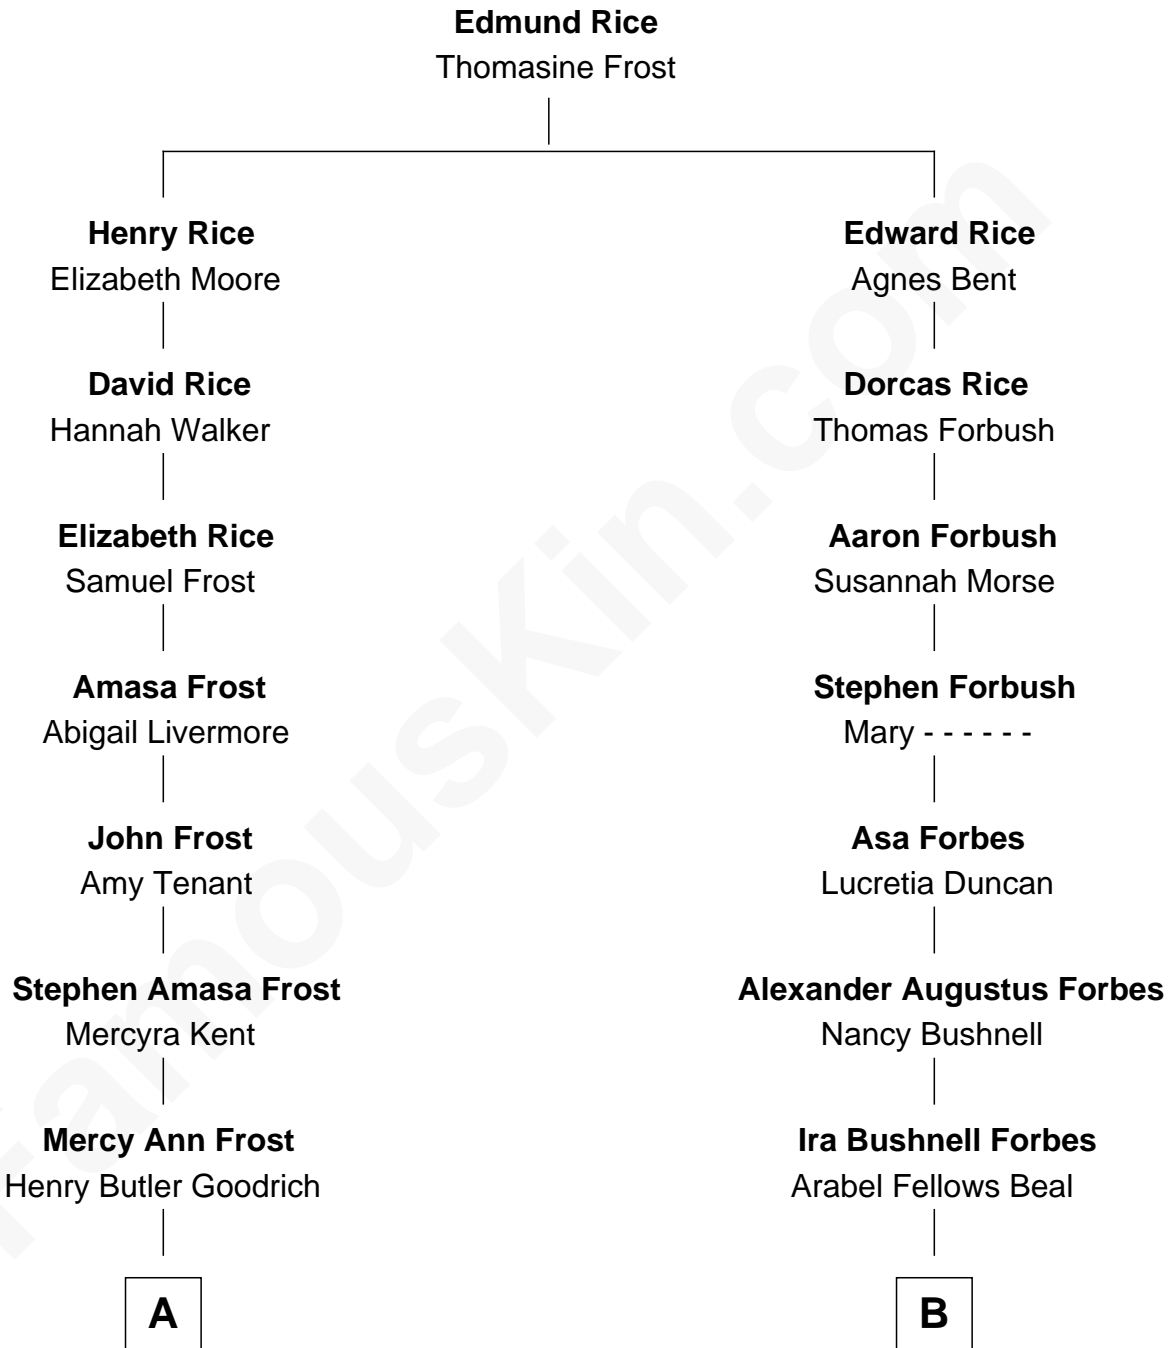 Edmund Rice
Thomasine Frost
Henry Rice
Elizabeth Moore
David Rice
Hannah Walker
Elizabeth Rice
Samuel Frost
Amasa Frost
Abigail Livermore
John Frost
Amy Tenant
Stephen Amasa Frost
Mercyra Kent
Mercy Ann Frost
Henry Butler Goodrich
A
Edward Rice
Agnes Bent
Dorcas Rice
Thomas Forbush
Aaron Forbush
Susannah Morse
Stephen Forbush
Mary - - - - - -
Asa Forbes
Lucretia Duncan
Alexander Augustus Forbes
Nancy Bushnell
Ira Bushnell Forbes
Arabel Fellows Beal
B
FamousKin.com